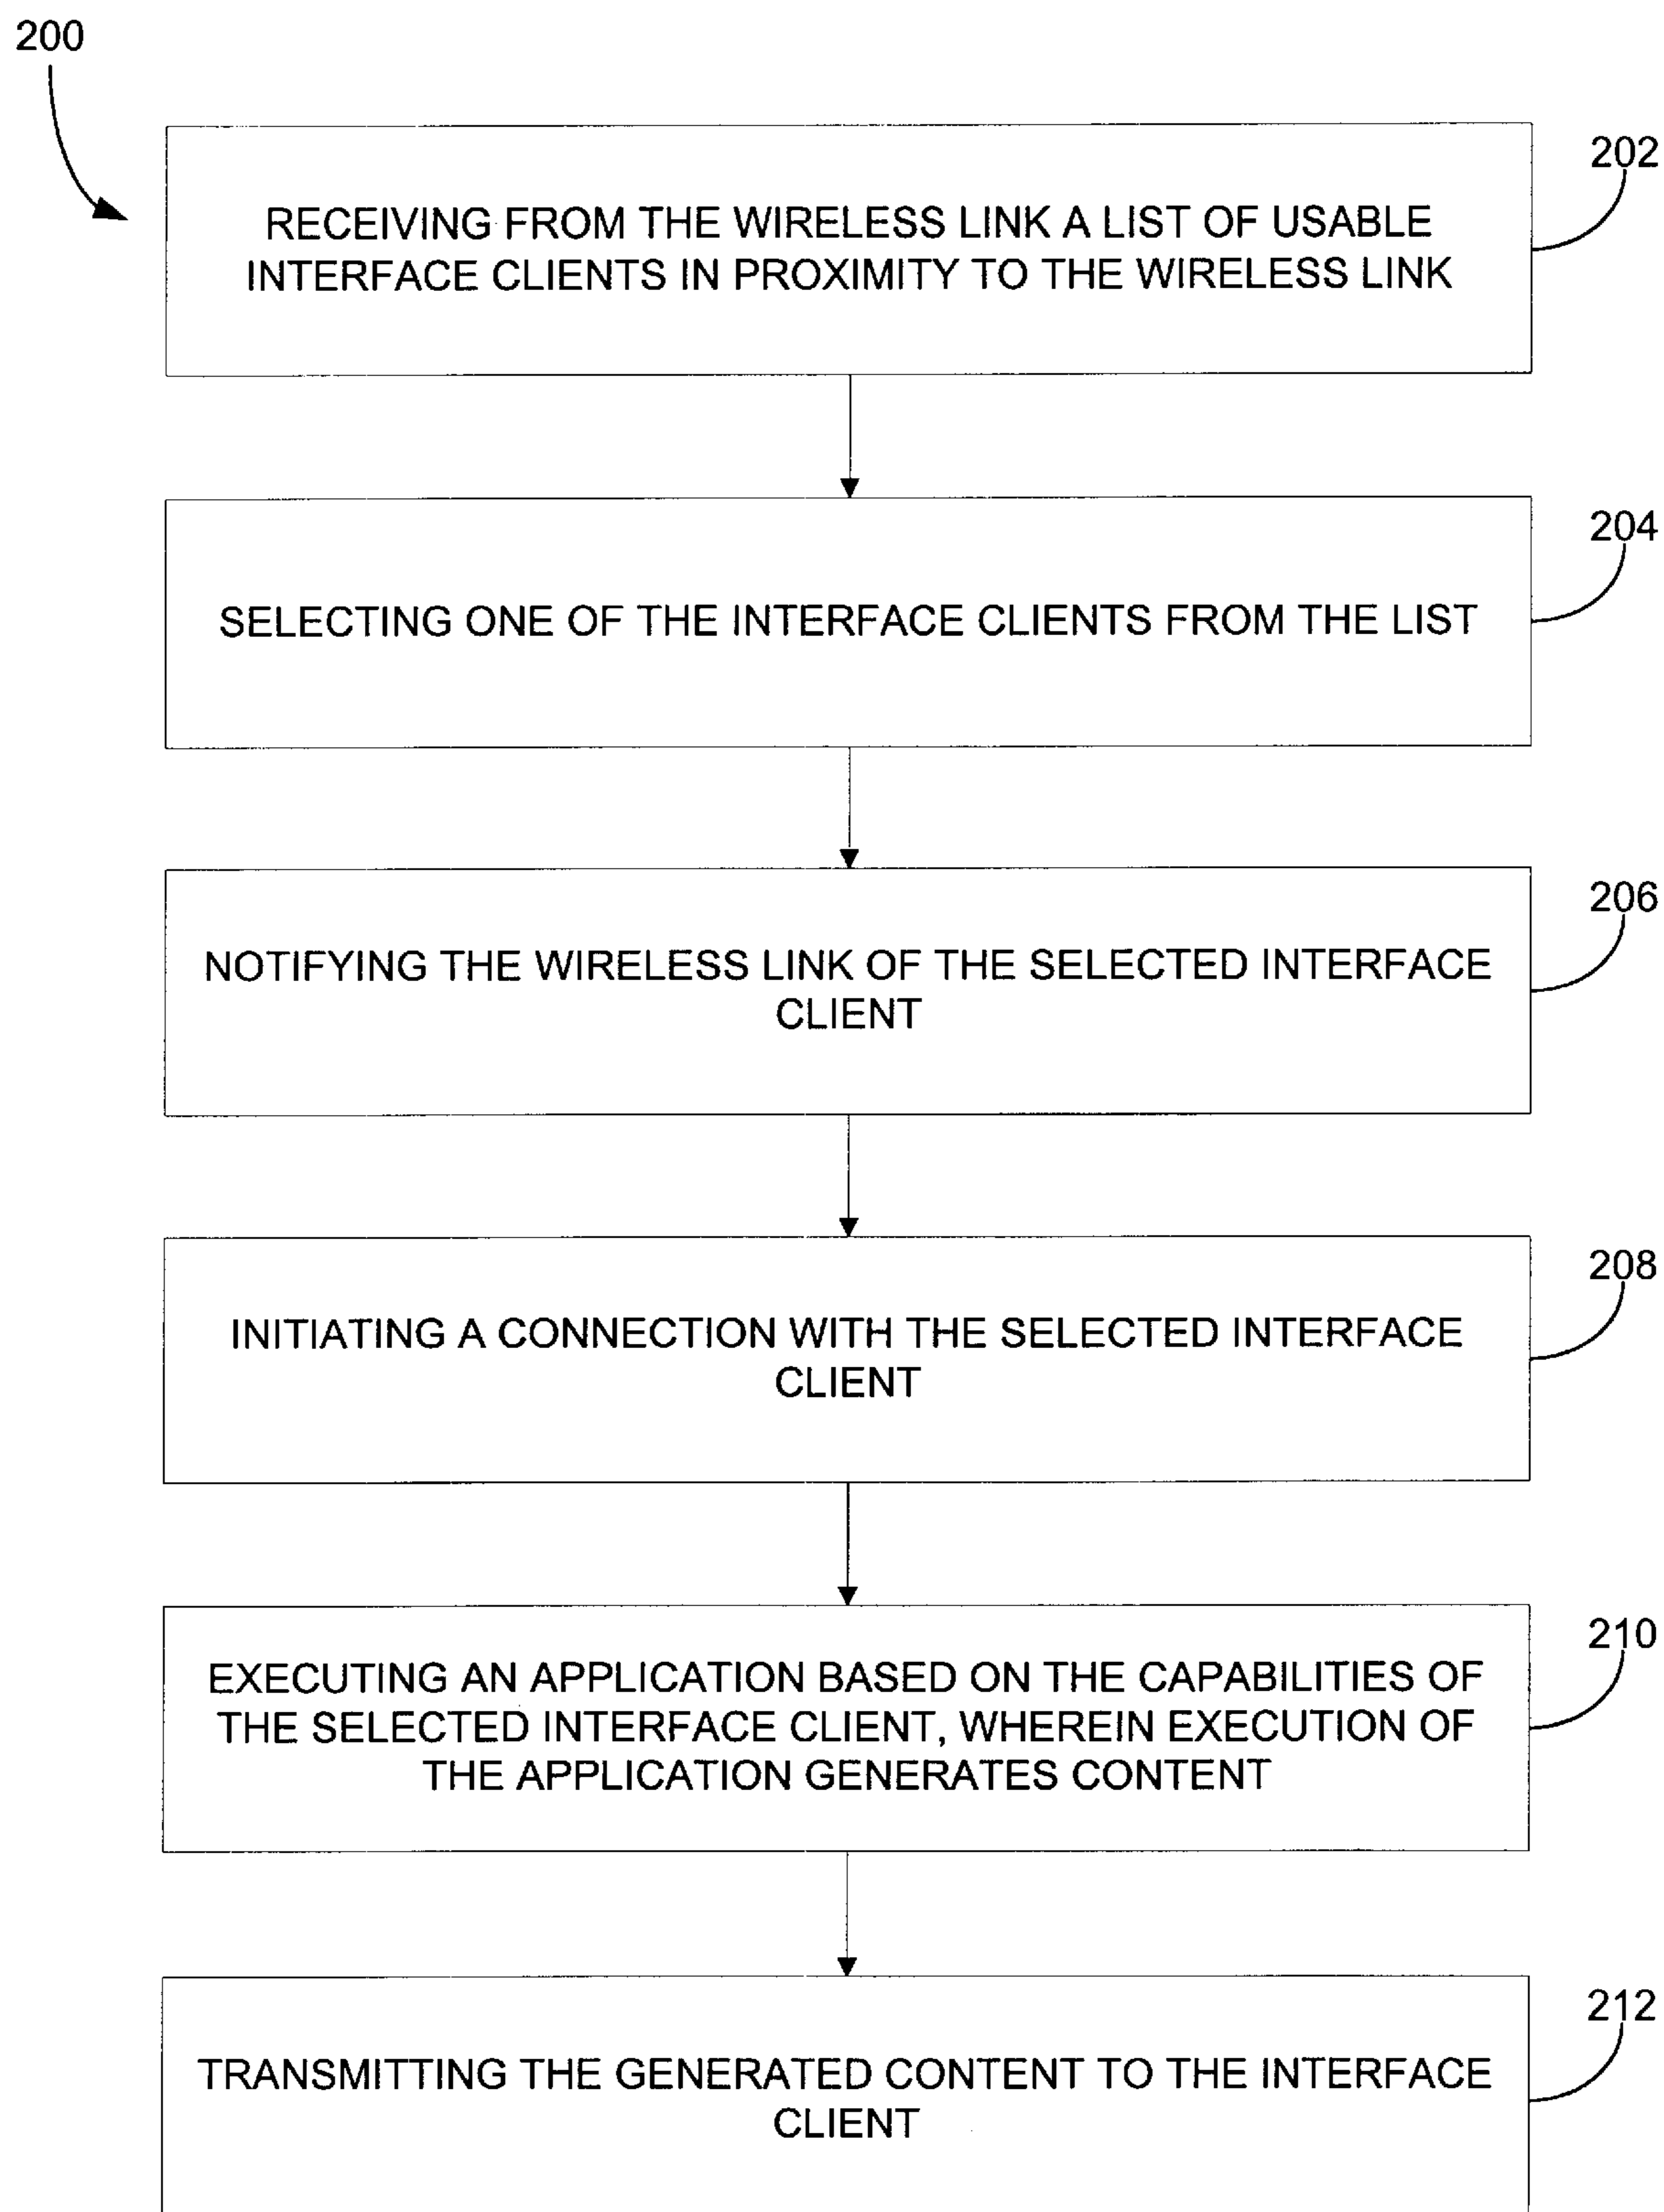 200
202
RECEIVING FROM THE WIRELESS LINK A LIST OF USABLE
INTERFACE CLIENTS IN PROXIMITY TO THE WIRELESS LINK
204
SELECTING ONE OF THE INTERFACE CLIENTS FROM THE LIST
206
NOTIFYING THE WIRELESS LINK OF THE SELECTED INTERFACE
CLIENT
208
INITIATING A CONNECTION WITH THE SELECTED INTERFACE
CLIENT
210
EXECUTING AN APPLICATION BASED ON THE CAPABILITIES OF
THE SELECTED INTERFACE CLIENT, WHEREIN EXECUTION OF
THE APPLICATION GENERATES CONTENT
212
TRANSMITTING THE GENERATED CONTENT TO THE INTERFACE
CLIENT